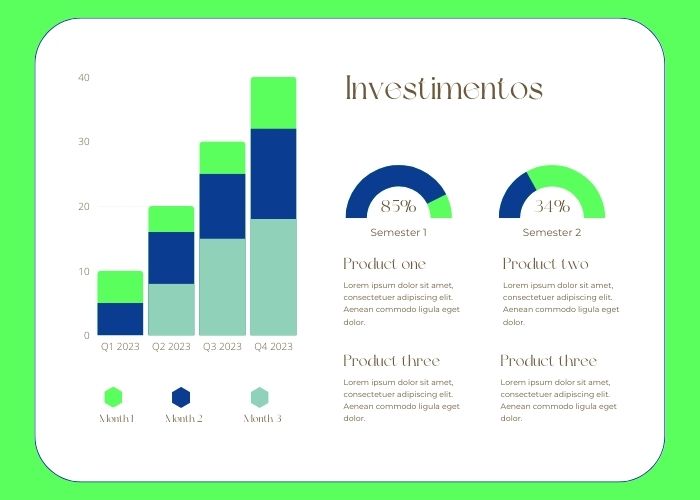 Investimentos
40
30
20
10
0
Q1 2023 Q2 2023 Q3 2023 Q4 2023
Month 1 Month 2 Month 3
85%
Semester 1
34%
Semester 2
Product one
Lorem ipsum dolor sit amet,
consectetuer adipiscing elit.
Aenean commodo ligula eget
dolor.
Product two
Lorem ipsum dolor sit amet,
consectetuer adipiscing elit.
Aenean commodo ligula eget
dolor
Product three
Lorem ipsum dolor sit amet,
consectetuer adipiscing elit.
Aenean commodo ligula eget
dolor.
Product three
Lorem ipsum dolor sit amet,
consectetuer adipiscing elit.
Aenean commodo ligula eget
dolor.